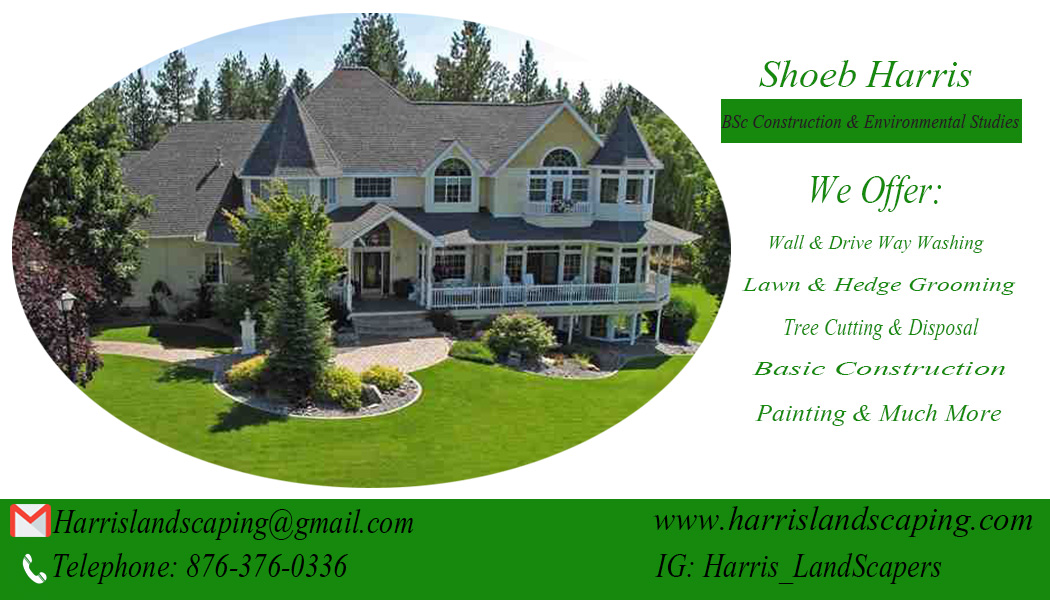 Shoeb Harris
BSc Construction & Environmental Studies
We Offer:
Wall & Drive Way Washing
Lawn & Hedge Grooming
Tree Cutting & Disposal
Basic Construction
Painting & Much More
Harrislandscaping@gmail.com
www.harrislandscaping.com
Telephone: 876-376-0336
IG: Harris_LandScapers